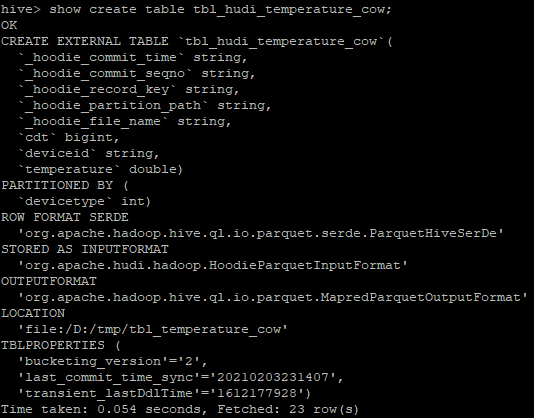 hive> show create table tbl_hudi_temperature_cow;
OK
CREATE EXTERNAL TABLE `tbl_hudi_temperature_cow`(
  `_hoodie_commit_time` string,
  `_hoodie_commit_seqno` string,
  `_hoodie_record_key` string,
  `_hoodie_partition_path` string,
  `_hoodie_file_name` string,
  `cdt` bigint,
  `deviceid` string,
  `temperature` double)
PARTITIONED BY (
  `devicetype` int)
ROW FORMAT SERDE
  'org.apache.hadoop.hive.ql.io.parquet.serde.ParquetHiveSerDe'
STORED AS INPUTFORMAT
  'org.apache.hudi.hadoop.HoodieParquetInputFormat'
OUTPUTFORMAT
  'org.apache.hadoop.hive.ql.io.parquet.MapredParquetOutputFormat'
LOCATION
  'file:/D:/tmp/tbl_temperature_cow'
TBLPROPERTIES (
  'bucketing_version'='2',
  'last_commit_time_sync'='20210203231407',
  'transient_lastDdlTime'='1612177928')
Time taken: 0.054 seconds, Fetched: 23 row(s)